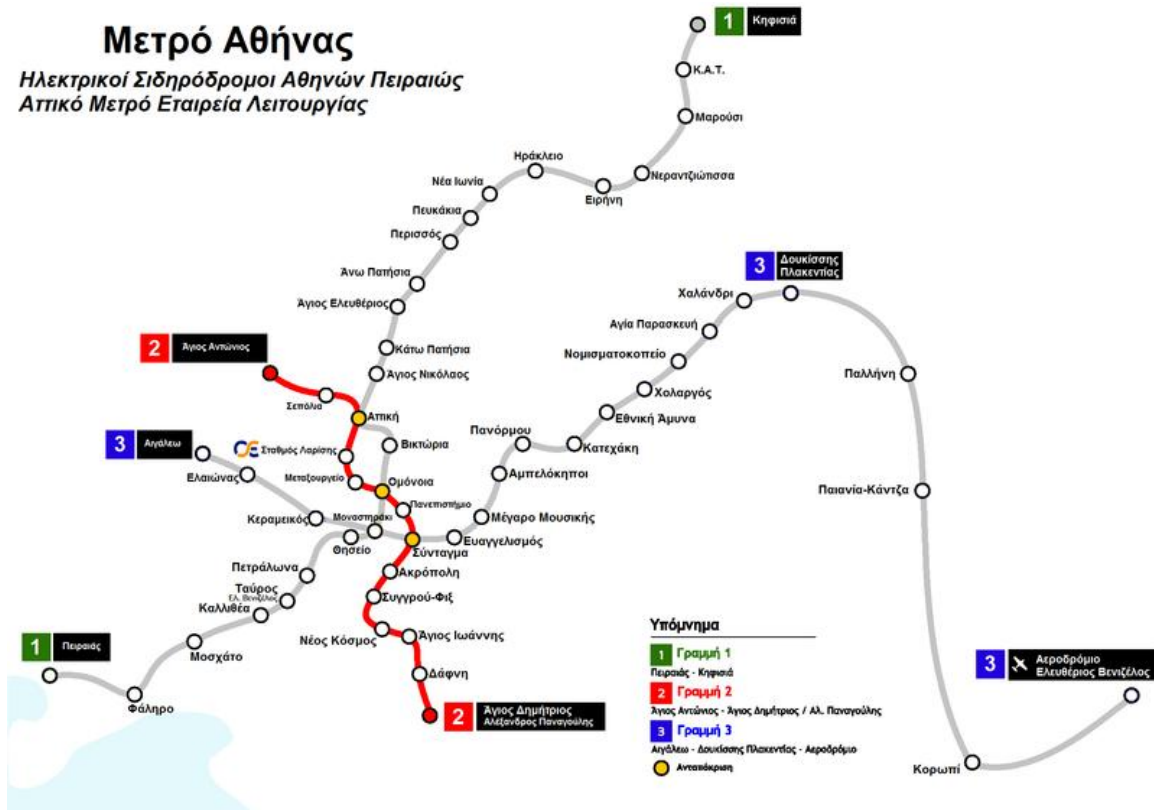 Μετρό Αθήνας
Ηλεκτρικοί Σιδηρόδρομοι Αθηνών Πειραιώς
Αττικό Μετρό Εταιρεία Λειτουργίας
1 Κηφισιά
Κ.Α.Τ.
Μαρούσι
Νεραντζιώτισσα
Ειρήνη
Ηράκλειο
Νέα Ιωνία
Πευκάκια
Περισσός
Άνω Πατήσια
Άγιος Ελευθέριος
Κάτω Πατήσια
Άγιος Νικόλαος
Αττική
Βικτώρια
Ομόνοια
Μοναστηράκι
Θησείο
Πετράλωνα
Ταύρος
Ελ. Βενιζέλος
Καλλιθέα
Μοσχάτο
Φάληρο
1 Πειραιάς
2 Άγιος Αντώνιος
Σεπόλια
Σταθμός Λαρίσης
Μεταξουργείο
Πανεπιστήμιο
Σύνταγμα
Ακρόπολη
Συγγρού-Φιξ
Νέος Κόσμος
Άγιος Ιωάννης
Δάφνη
2 Άγιος Δημήτριος
Αλέξανδρος Παναγούλης
3 Αιγάλεω
Ελαιώνας
Κεραμεικός
Ευαγγελισμός
Μέγαρο Μουσικής
Αμπελόκηποι
Πανόρμου
Κατεχάκη
Εθνική Άμυνα
Χολαργός
Νομισματοκοπείο
Αγία Παρασκευή
Χαλάνδρι
3 Δουκίσσης
Πλακεντίας
Παλλήνη
Παιανία-Κάντζα
Κορωπί
3 Αεροδρόμιο
Ελευθέριος Βενιζέλος
Υπόμνημα
1 Γραμμή 1
Πειραιάς - Κηφισιά
2 Γραμμή 2
Άγιος Αντώνιος - Άγιος Δημήτριος / Αλ. Παναγούλης
3 Γραμμή 3
Αιγάλεω - Δουκίσσης Πλακεντίας - Αεροδρόμιο
Ανταπόκριση